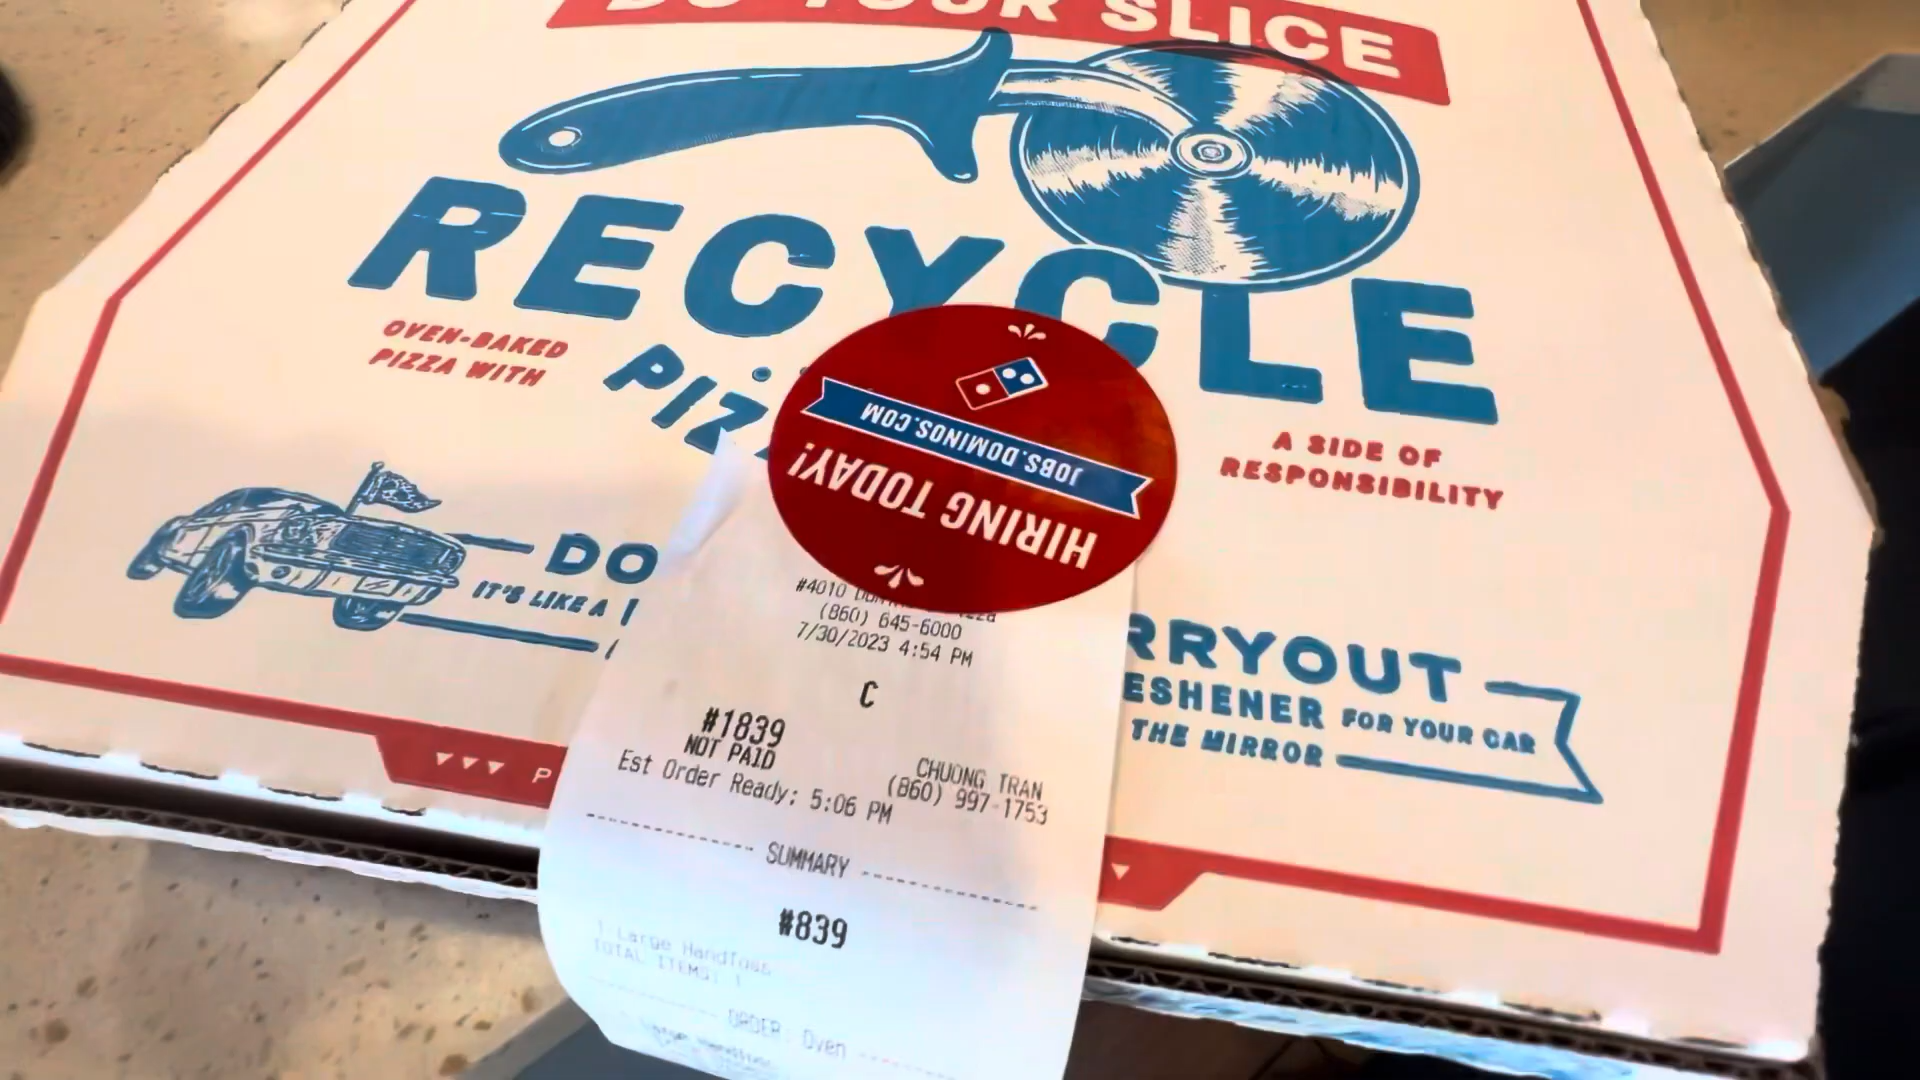 DO YOUR SLICE
RECYCLE
OVEN-BAKED
PIZZA WITH
A SIDE OF
RESPONSIBILITY
JOBS.DOMINOS.COM
HIRING TODAY!
DO
IT'S LIKE A
RRYOUT
ESHENER FOR YOUR CAR
THE MIRROR
P
#4010
(860) 645-6000
7/30/2023 4:54 PM
C
#1839
NOT PAID
Est Order Ready: 5:06 PM
CHUONG TRAN
(860) 997-1753
SUMMARY
#839
1 Large Handtoss
TOTAL ITEMS: 1
ORDER: Oven